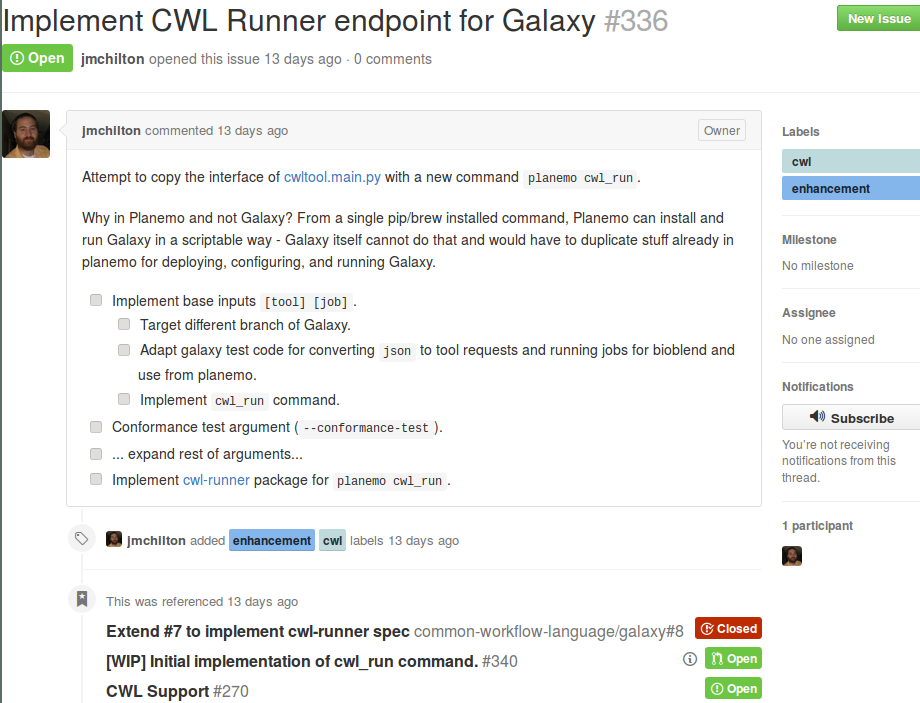 Implement CWL Runner endpoint for Galaxy #336
New Issue
Open jmchilton opened this issue 13 days ago · 0 comments
jmchilton commented 13 days ago Owner
Attempt to copy the interface of cwltool.main.py with a new command planemo cwl_run.
Why in Planemo and not Galaxy? From a single pip/brew installed command, Planemo can install and
run Galaxy in a scriptable way - Galaxy itself cannot do that and would have to duplicate stuff already in
planemo for deploying, configuring, and running Galaxy.
Implement base inputs [tool] [job].
Target different branch of Galaxy.
Adapt galaxy test code for converting json to tool requests and running jobs for bioblend and
use from planemo.
Implement cwl_run command.
Conformance test argument (--conformance-test).
... expand rest of arguments...
Implement cwl-runner package for planemo cwl_run.
jmchilton added enhancement cwl labels 13 days ago
This was referenced 13 days ago
Extend #7 to implement cwl-runner spec common-workflow-language/galaxy#8 Closed
[WIP] Initial implementation of cwl_run command. #340 Open
CWL Support #270 Open
Labels
cwl
enhancement
Milestone
No milestone
Assignee
No one assigned
Notifications
Subscribe
You're not receiving
notifications from this
thread.
1 participant